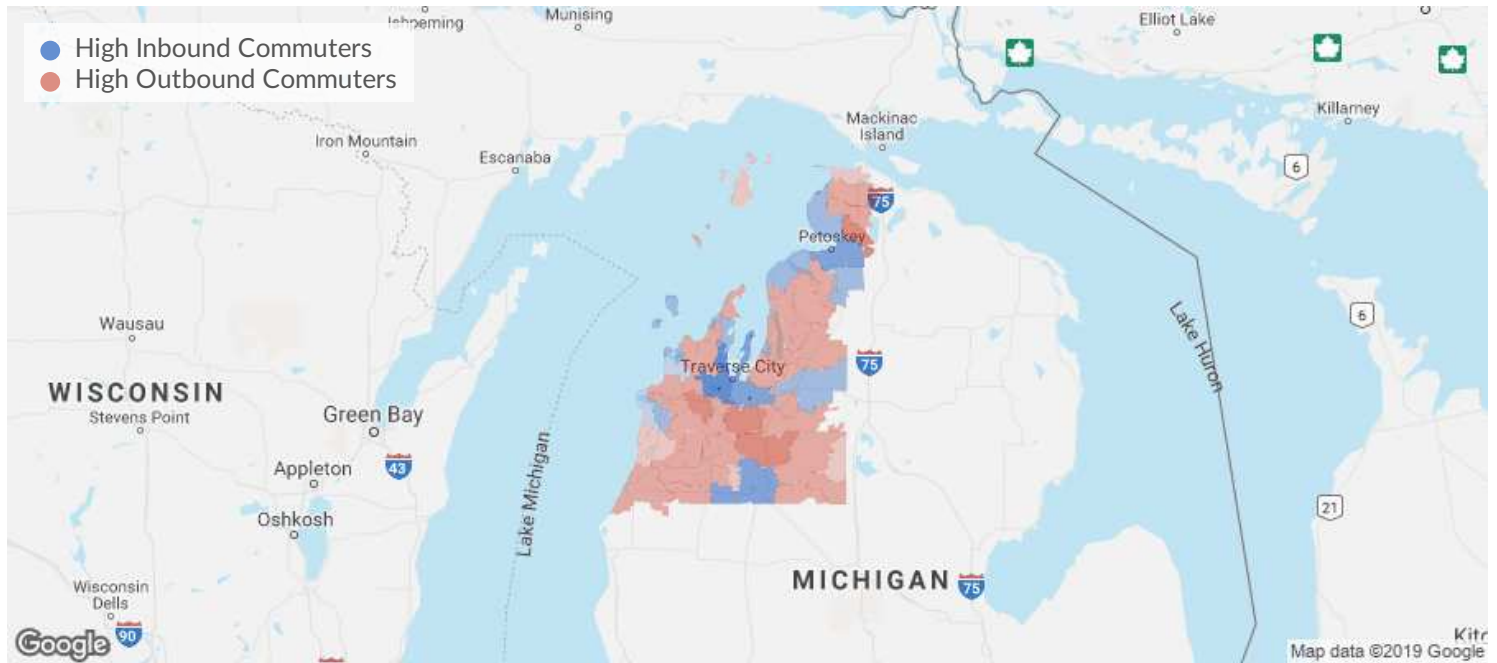 High Inbound Commuters
High Outbound Commuters
Ishpeming
Munising
Elliot Lake
Killarney
Mackinac
Island
Iron Mountain
Escanaba
6
75
Petoskey
Wausau
6
Lake Huron
Traverse City
75
WISCONSIN
Stevens Point
Green Bay
Appleton
43
Lake Michigan
Oshkosh
21
Wisconsin
Dells
MICHIGAN
75
90
Google
Map data ©2019 Google